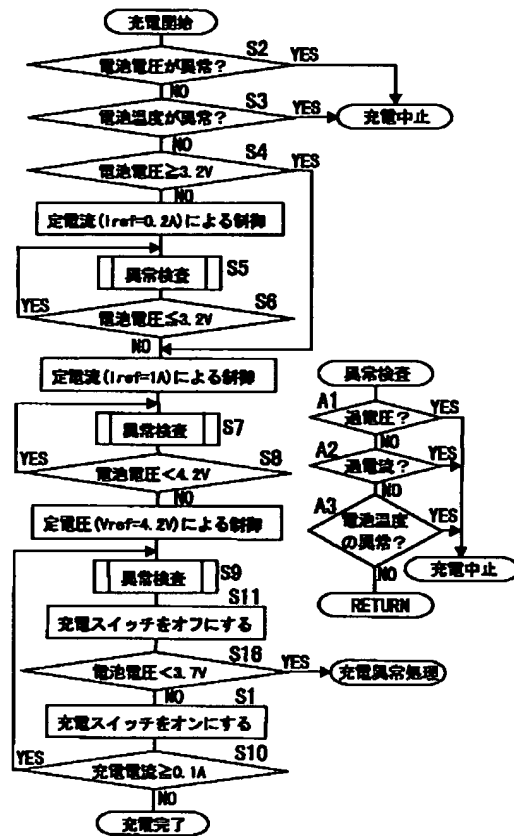 充電開始
S2
電池電圧が異常?
YES
NO
S3
電池温度が異常?
YES
充電中止
NO
S4
電池電圧≧3.2V
YES
NO
定電流(Iref=0.2A)による制御
異常検査
S5
YES
S6
電池電圧≦3.2V
NO
定電流(Iref=1A)による制御
異常検査
S7
YES
S8
電池電圧<4.2V
NO
定電圧(Vref=4.2V)による制御
異常検査
S9
S11
充電スイッチをオフにする
S16
電池電圧<3.7V
YES
充電異常処理
NO
S1
充電スイッチをオンにする
YES
S10
充電電流≧0.1A
NO
充電完了
異常検査
A1
過電圧?
YES
NO
A2
過電流?
YES
NO
A3
電池温度
の異常?
YES
充電中止
NO
RETURN